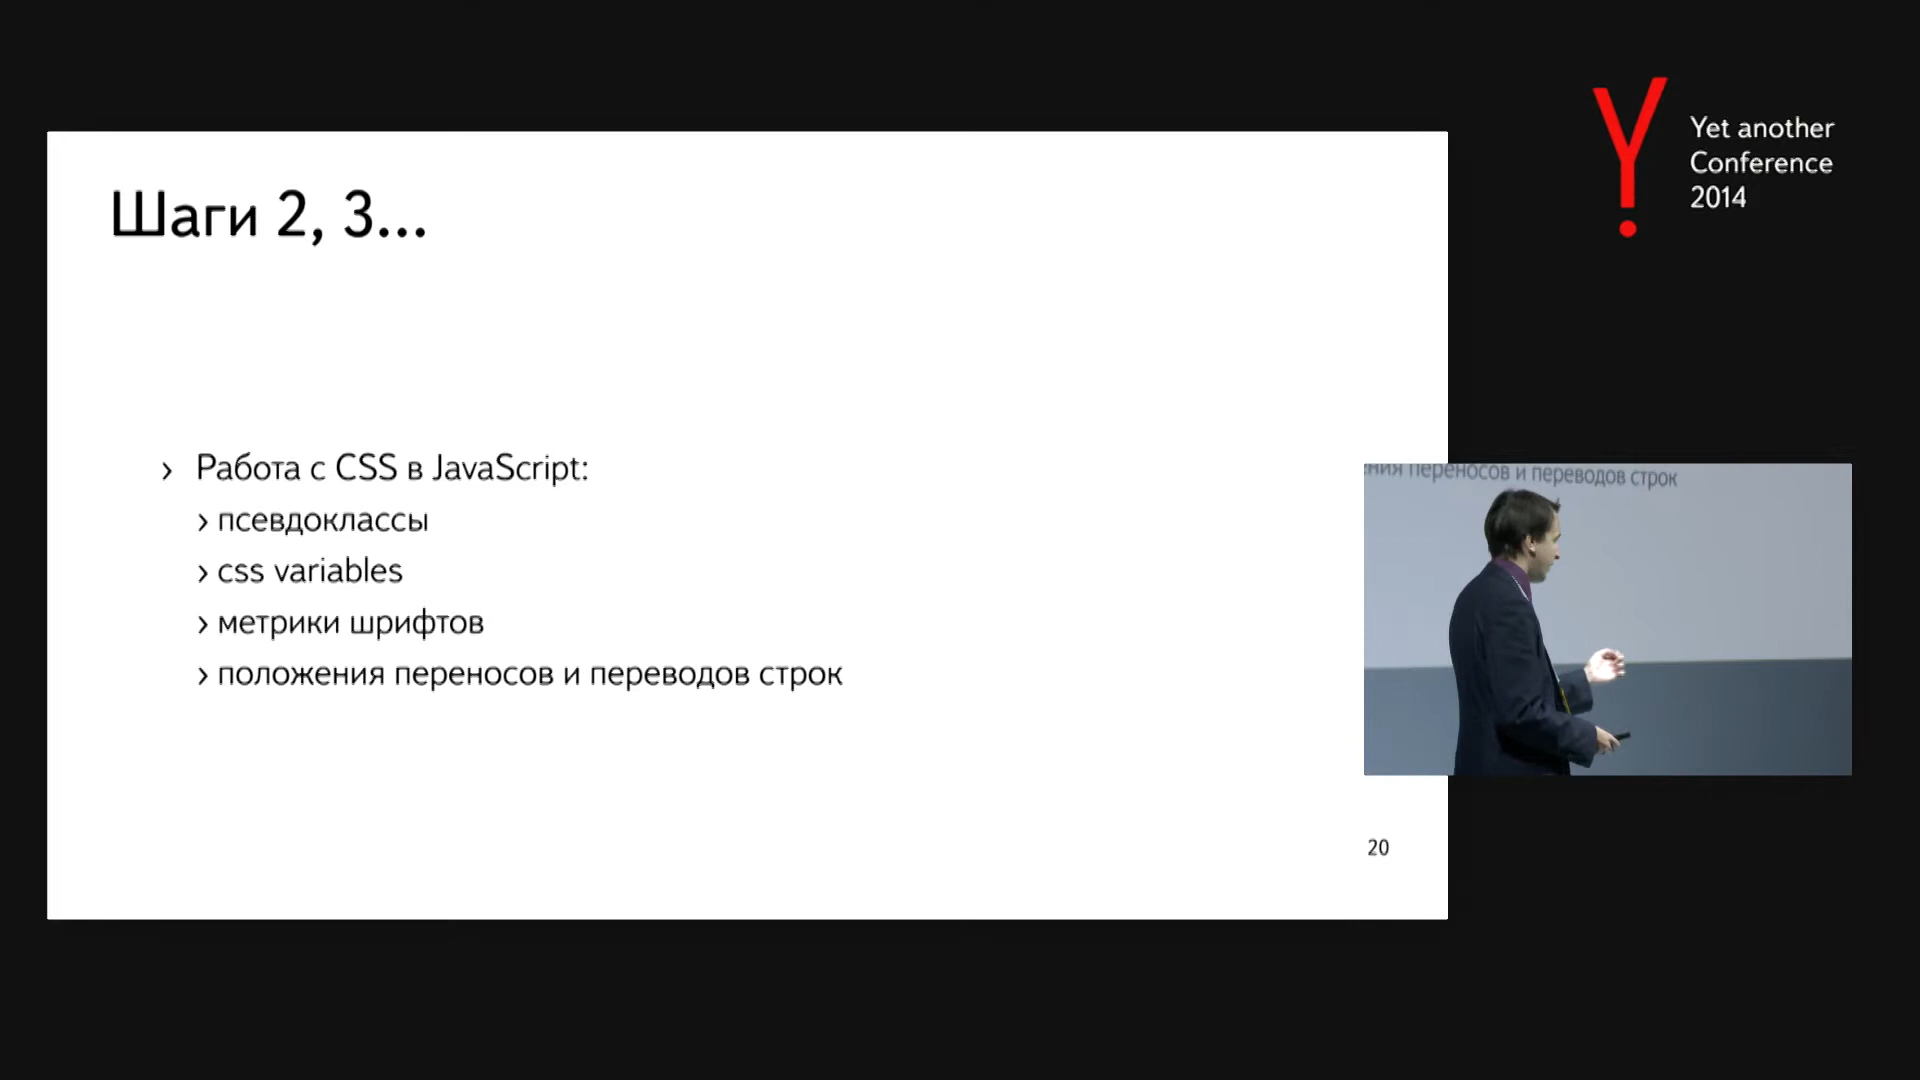 Yet another
Conference
2014
Шаги 2, 3...
› Работа с CSS в JavaScript:
› псевдоклассы
› css variables
› метрики шрифтов
› положения переносов и переводов строк
переносов и переводов строк
20